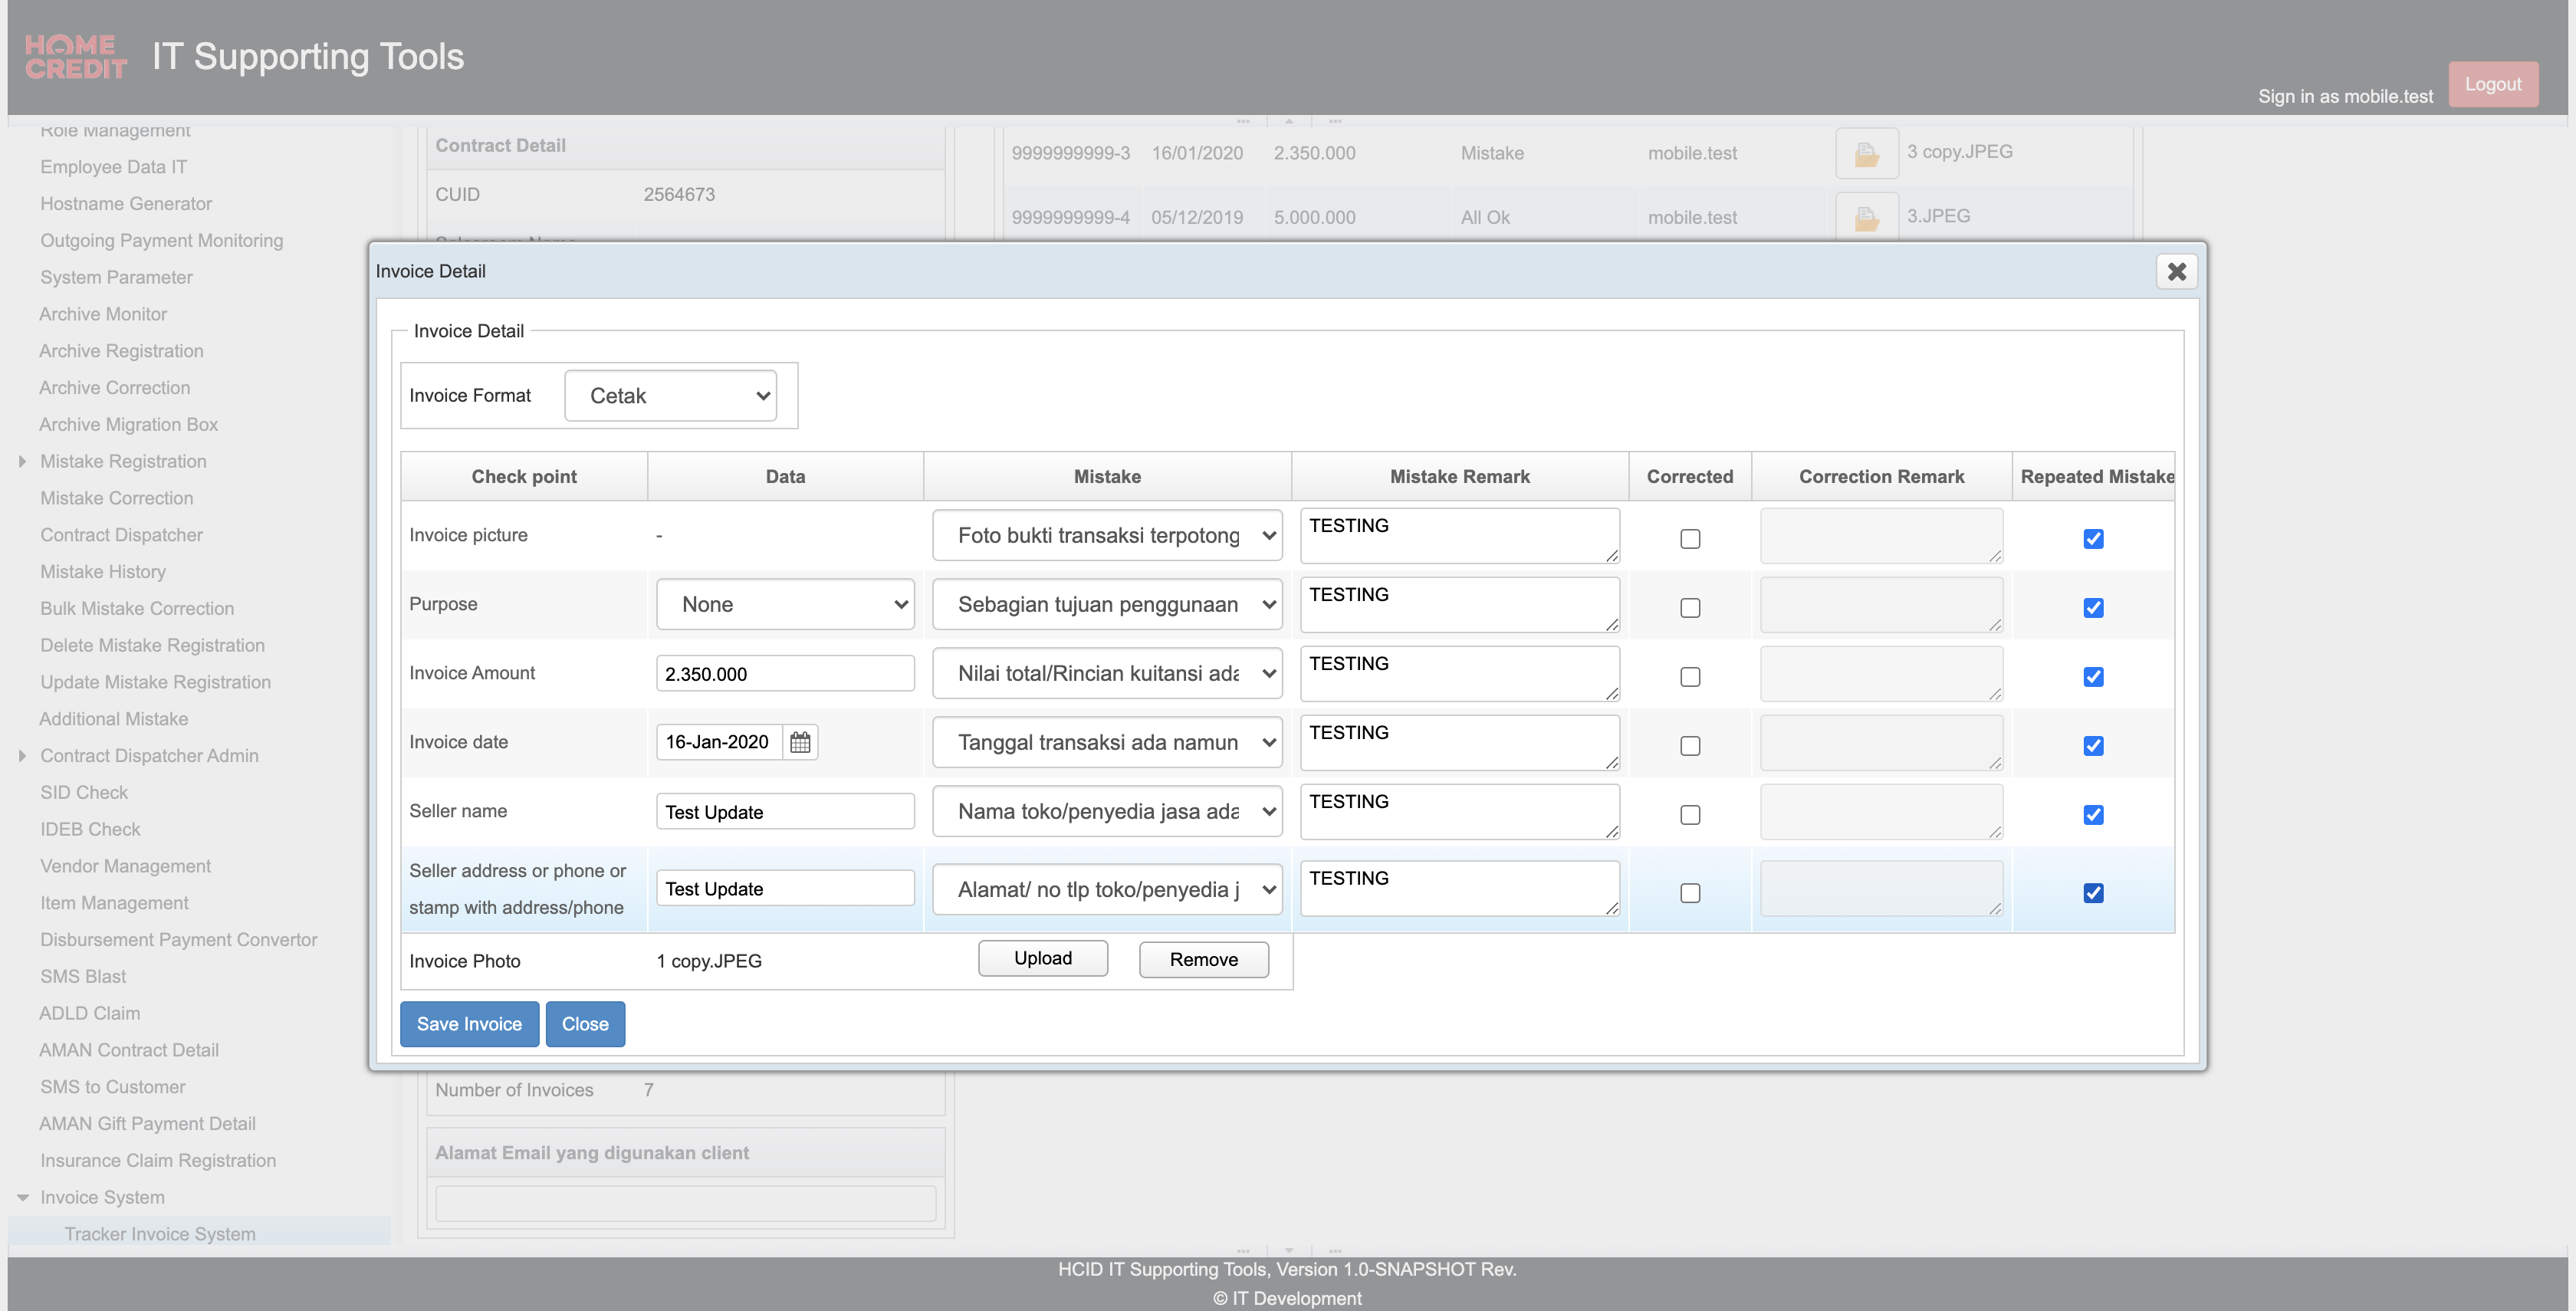 HOME CREDIT
IT Supporting Tools
Sign in as mobile.test
Logout
Role Management
Employee Data IT
Hostname Generator
Outgoing Payment Monitoring
System Parameter
Archive Monitor
Archive Registration
Archive Correction
Archive Migration Box
Mistake Registration
Mistake Correction
Contract Dispatcher
Mistake History
Bulk Mistake Correction
Delete Mistake Registration
Update Mistake Registration
Additional Mistake
Contract Dispatcher Admin
SID Check
IDEB Check
Vendor Management
Item Management
Disbursement Payment Convertor
SMS Blast
ADLD Claim
AMAN Contract Detail
SMS to Customer
AMAN Gift Payment Detail
Insurance Claim Registration
Invoice System
Tracker Invoice System
Contract Detail
CUID 2564673
9999999999-3 16/01/2020 2.350.000 Mistake mobile.test 3 copy.JPEG
9999999999-4 05/12/2019 5.000.000 All Ok mobile.test 3.JPEG
Invoice Detail
Invoice Detail
Invoice Format Cetak
Check point Data Mistake Mistake Remark Corrected Correction Remark Repeated Mistake
Invoice picture - Foto bukti transaksi terpotong TESTING
Purpose None Sebagian tujuan penggunaan TESTING
Invoice Amount 2.350.000 Nilai total/Rincian kuitansi ada TESTING
Invoice date 16-Jan-2020 Tanggal transaksi ada namun TESTING
Seller name Test Update Nama toko/penyedia jasa ada TESTING
Seller address or phone or stamp with address/phone Test Update Alamat/ no tlp toko/penyedia j TESTING
Invoice Photo 1 copy.JPEG Upload Remove
Save Invoice Close
Number of Invoices 7
Alamat Email yang digunakan client
HCID IT Supporting Tools, Version 1.0-SNAPSHOT Rev.
© IT Development